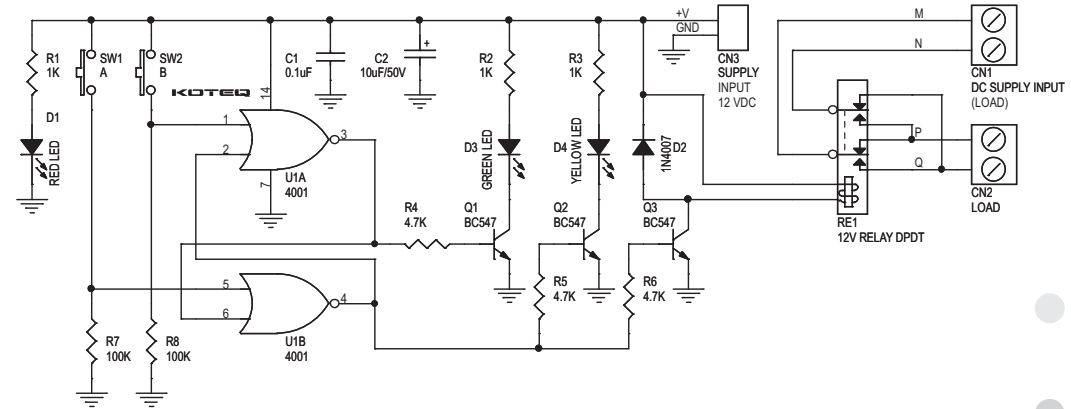 +V
GND
CN3
SUPPLY
INPUT
12 VDC
M
N
CN1
DC SUPPLY INPUT
(LOAD)
R1
1K
SW1
A
SW2
B
C1
0.1uF
C2
10uF/50V
R2
1K
R3
1K
KOTEQ
14
D1
RED LED
1
2
3
7
U1A
4001
D3
GREEN LED
D4
YELLOW LED
D2
1N4007
P
Q
CN2
LOAD
RE1
12V RELAY DPDT
R4
4.7K
Q1
BC547
Q2
BC547
Q3
BC547
5
6
4
U1B
4001
R5
4.7K
R6
4.7K
R7
100K
R8
100K